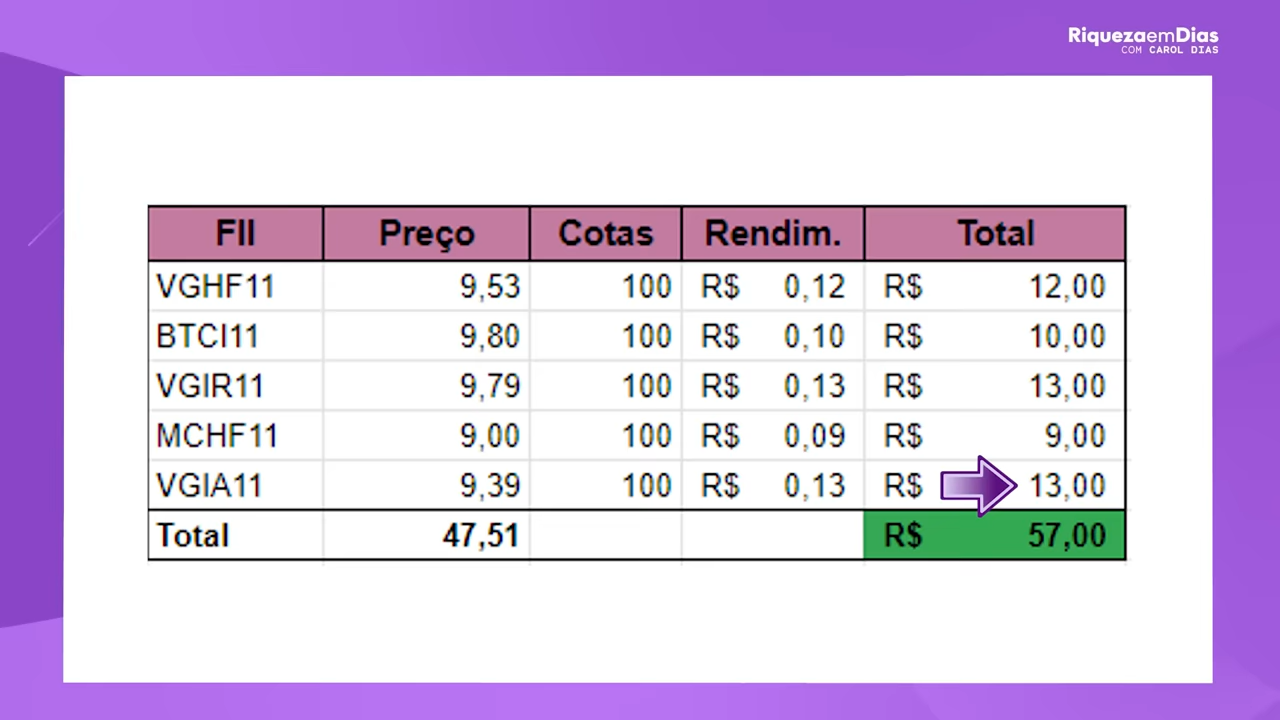 RiquezaemDias
COM CAROL DIAS
FII Preço Cotas Rendim. Total
VGHF11 9,53 100 R$ 0,12 R$ 12,00
BTCI11 9,80 100 R$ 0,10 R$ 10,00
VGIR11 9,79 100 R$ 0,13 R$ 13,00
MCHF11 9,00 100 R$ 0,09 R$ 9,00
VGIA11 9,39 100 R$ 0,13 R$ 13,00
Total 47,51 R$ 57,00